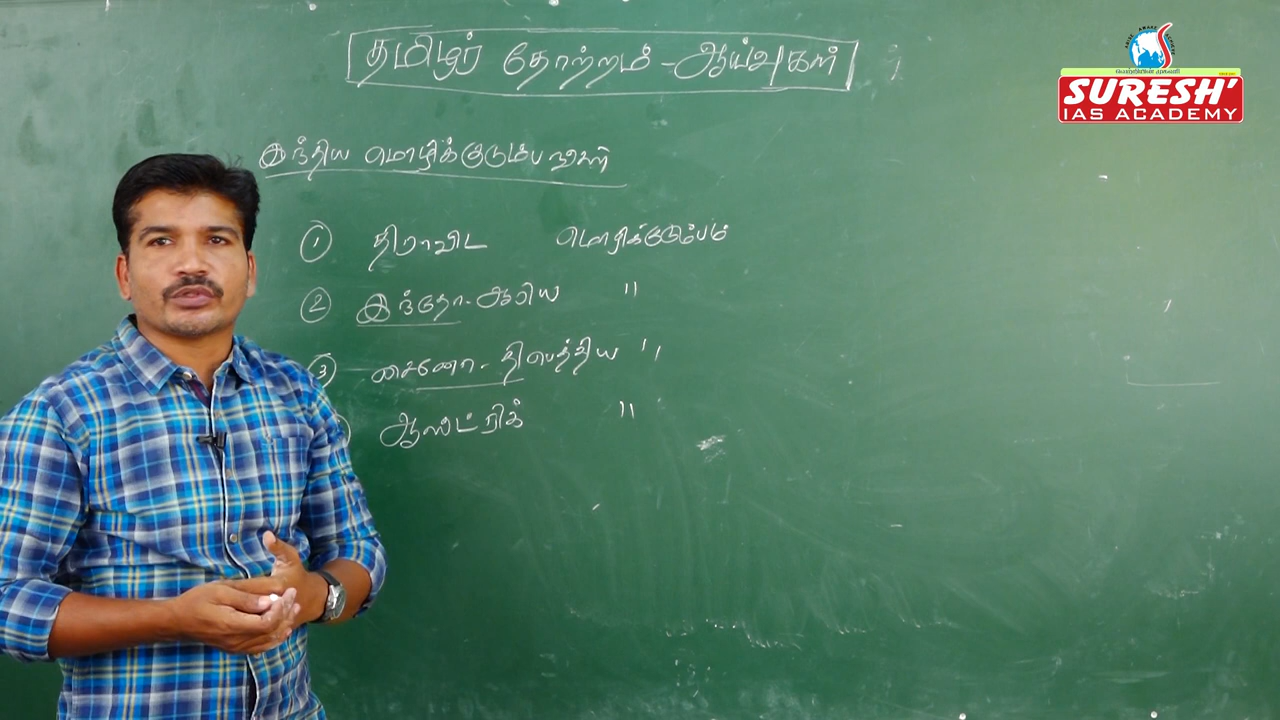 தமிழர் தோற்றம் - ஆய்வுகள்
இந்திய மொழிக்குடும்பங்கள்
① திராவிட மொழிக்குடும்பம்
② இந்தோ-ஆரிய "
③ சைனோ-திபெத்திய "
ஆஸ்ட்ரிக் "
SURESH'
IAS ACADEMY